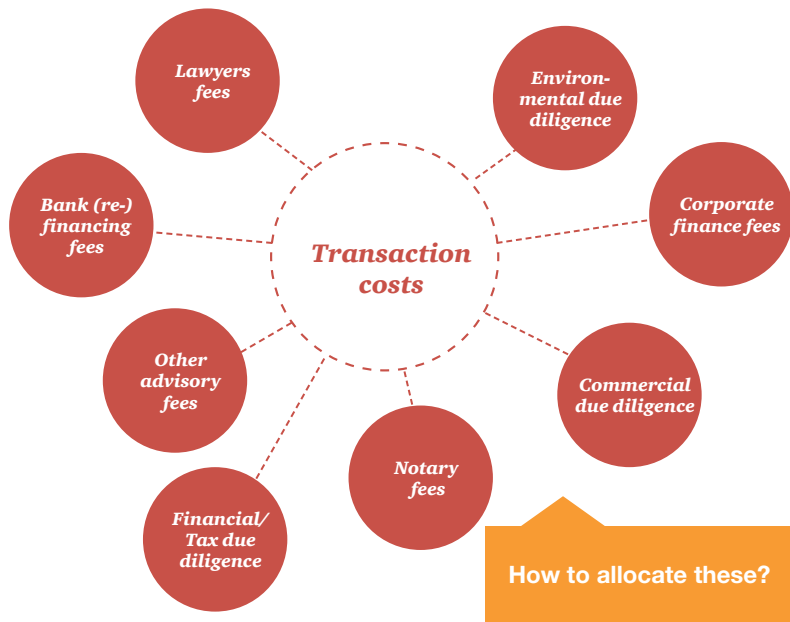 Lawyers
fees
Environ-
mental due
diligence
Bank (re-)
financing
fees
Corporate
finance fees
Transaction
costs
Other
advisory
fees
Commercial
due diligence
Notary
fees
Financial/
Tax due
diligence
How to allocate these?